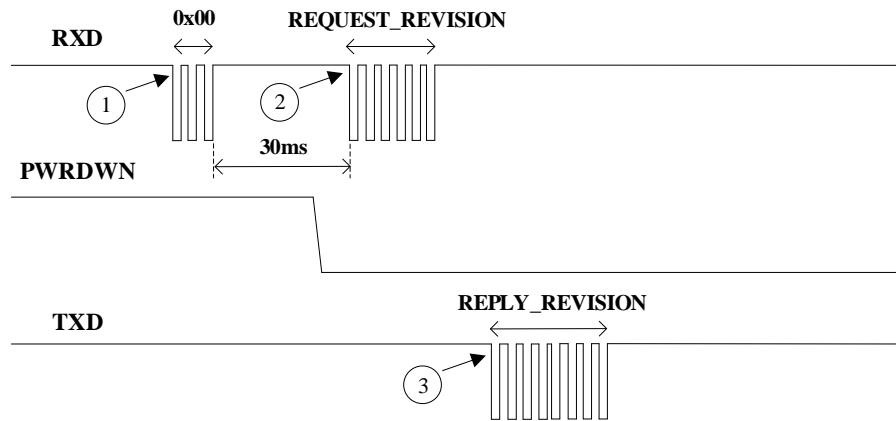 0x00
REQUEST_REVISION
RXD
1
2
30ms
PWRDWN
REPLY_REVISION
TXD
3